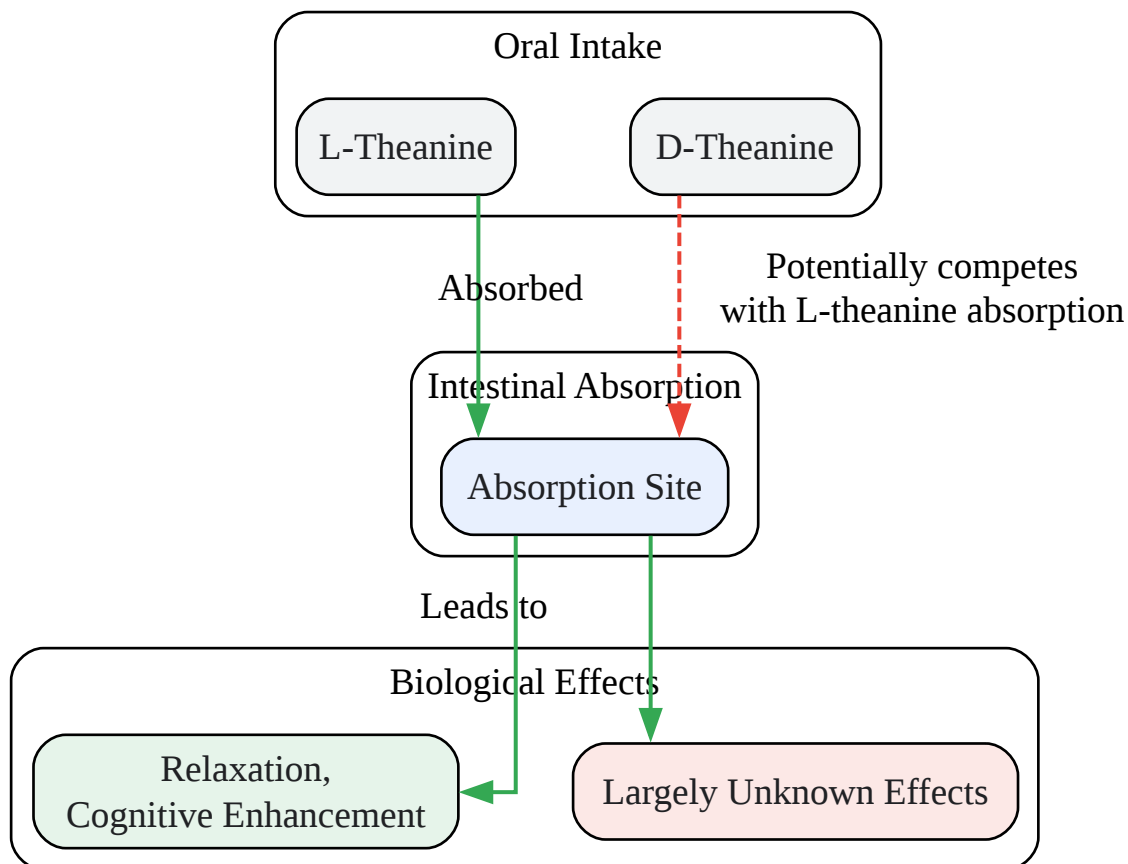 Oral Intake
L-Theanine
D-Theanine
Absorbed
Potentially competes
with L-theanine absorption
Intestinal Absorption
Absorption Site
Leads to
Biological Effects
Relaxation,
Cognitive Enhancement
Largely Unknown Effects